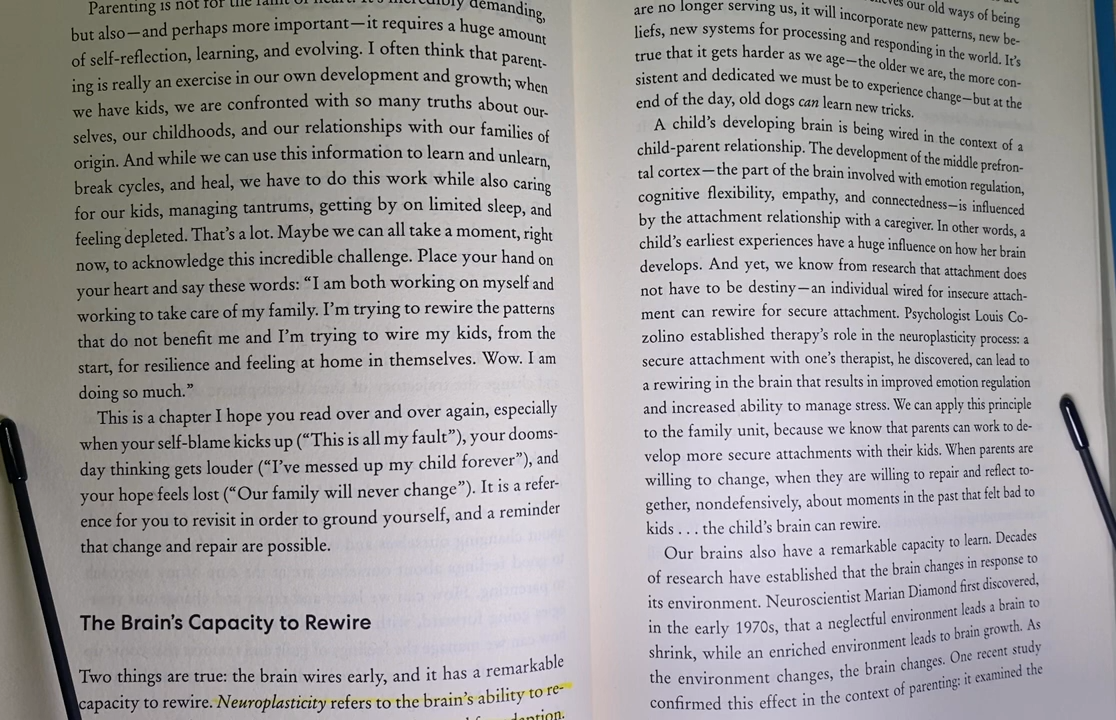 Parenting is not for the faint of heart. It's incredibly demanding,
but also—and perhaps more important—it requires a huge amount
of self-reflection, learning, and evolving. I often think that parent-
ing is really an exercise in our own development and growth; when
we have kids, we are confronted with so many truths about our-
selves, our childhoods, and our relationships with our families of
origin. And while we can use this information to learn and unlearn,
break cycles, and heal, we have to do this work while also caring
for our kids, managing tantrums, getting by on limited sleep, and
feeling depleted. That's a lot. Maybe we can all take a moment, right
now, to acknowledge this incredible challenge. Place your hand on
your heart and say these words: “I am both working on myself and
working to take care of my family. I'm trying to rewire the patterns
that do not benefit me and I'm trying to wire my kids, from the
start, for resilience and feeling at home in themselves. Wow. I am
doing so much.”
This is a chapter I hope you read over and over again, especially
when your self-blame kicks up (“This is all my fault”), your dooms-
day thinking gets louder (“I've messed up my child forever”), and
your hope feels lost (“Our family will never change”). It is a refer-
ence for you to revisit in order to ground yourself, and a reminder
that change and repair are possible.
The Brain's Capacity to Rewire
Two things are true: the brain wires early, and it has a remarkable
capacity to rewire. Neuroplasticity refers to the brain's ability to re-
our old ways of being
are no longer serving us, it will incorporate new patterns, new be-
liefs, new systems for processing and responding in the world. It's
true that it gets harder as we age—the older we are, the more con-
sistent and dedicated we must be to experience change—but at the
end of the day, old dogs can learn new tricks.
A child's developing brain is being wired in the context of a
child-parent relationship. The development of the middle prefron-
tal cortex—the part of the brain involved with emotion regulation,
cognitive flexibility, empathy, and connectedness—is influenced
by the attachment relationship with a caregiver. In other words, a
child's earliest experiences have a huge influence on how her brain
develops. And yet, we know from research that attachment does
not have to be destiny—an individual wired for insecure attach-
ment can rewire for secure attachment. Psychologist Louis Co-
zolino established therapy's role in the neuroplasticity process: a
secure attachment with one's therapist, he discovered, can lead to
a rewiring in the brain that results in improved emotion regulation
and increased ability to manage stress. We can apply this principle
to the family unit, because we know that parents can work to de-
velop more secure attachments with their kids. When parents are
willing to change, when they are willing to repair and reflect to-
gether, nondefensively, about moments in the past that felt bad to
kids . . . the child's brain can rewire.
Our brains also have a remarkable capacity to learn. Decades
of research have established that the brain changes in response to
its environment. Neuroscientist Marian Diamond first discovered,
in the early 1970s, that a neglectful environment leads a brain to
shrink, while an enriched environment leads to brain growth. As
the environment changes, the brain changes. One recent study
confirmed this effect in the context of parenting: it examined the